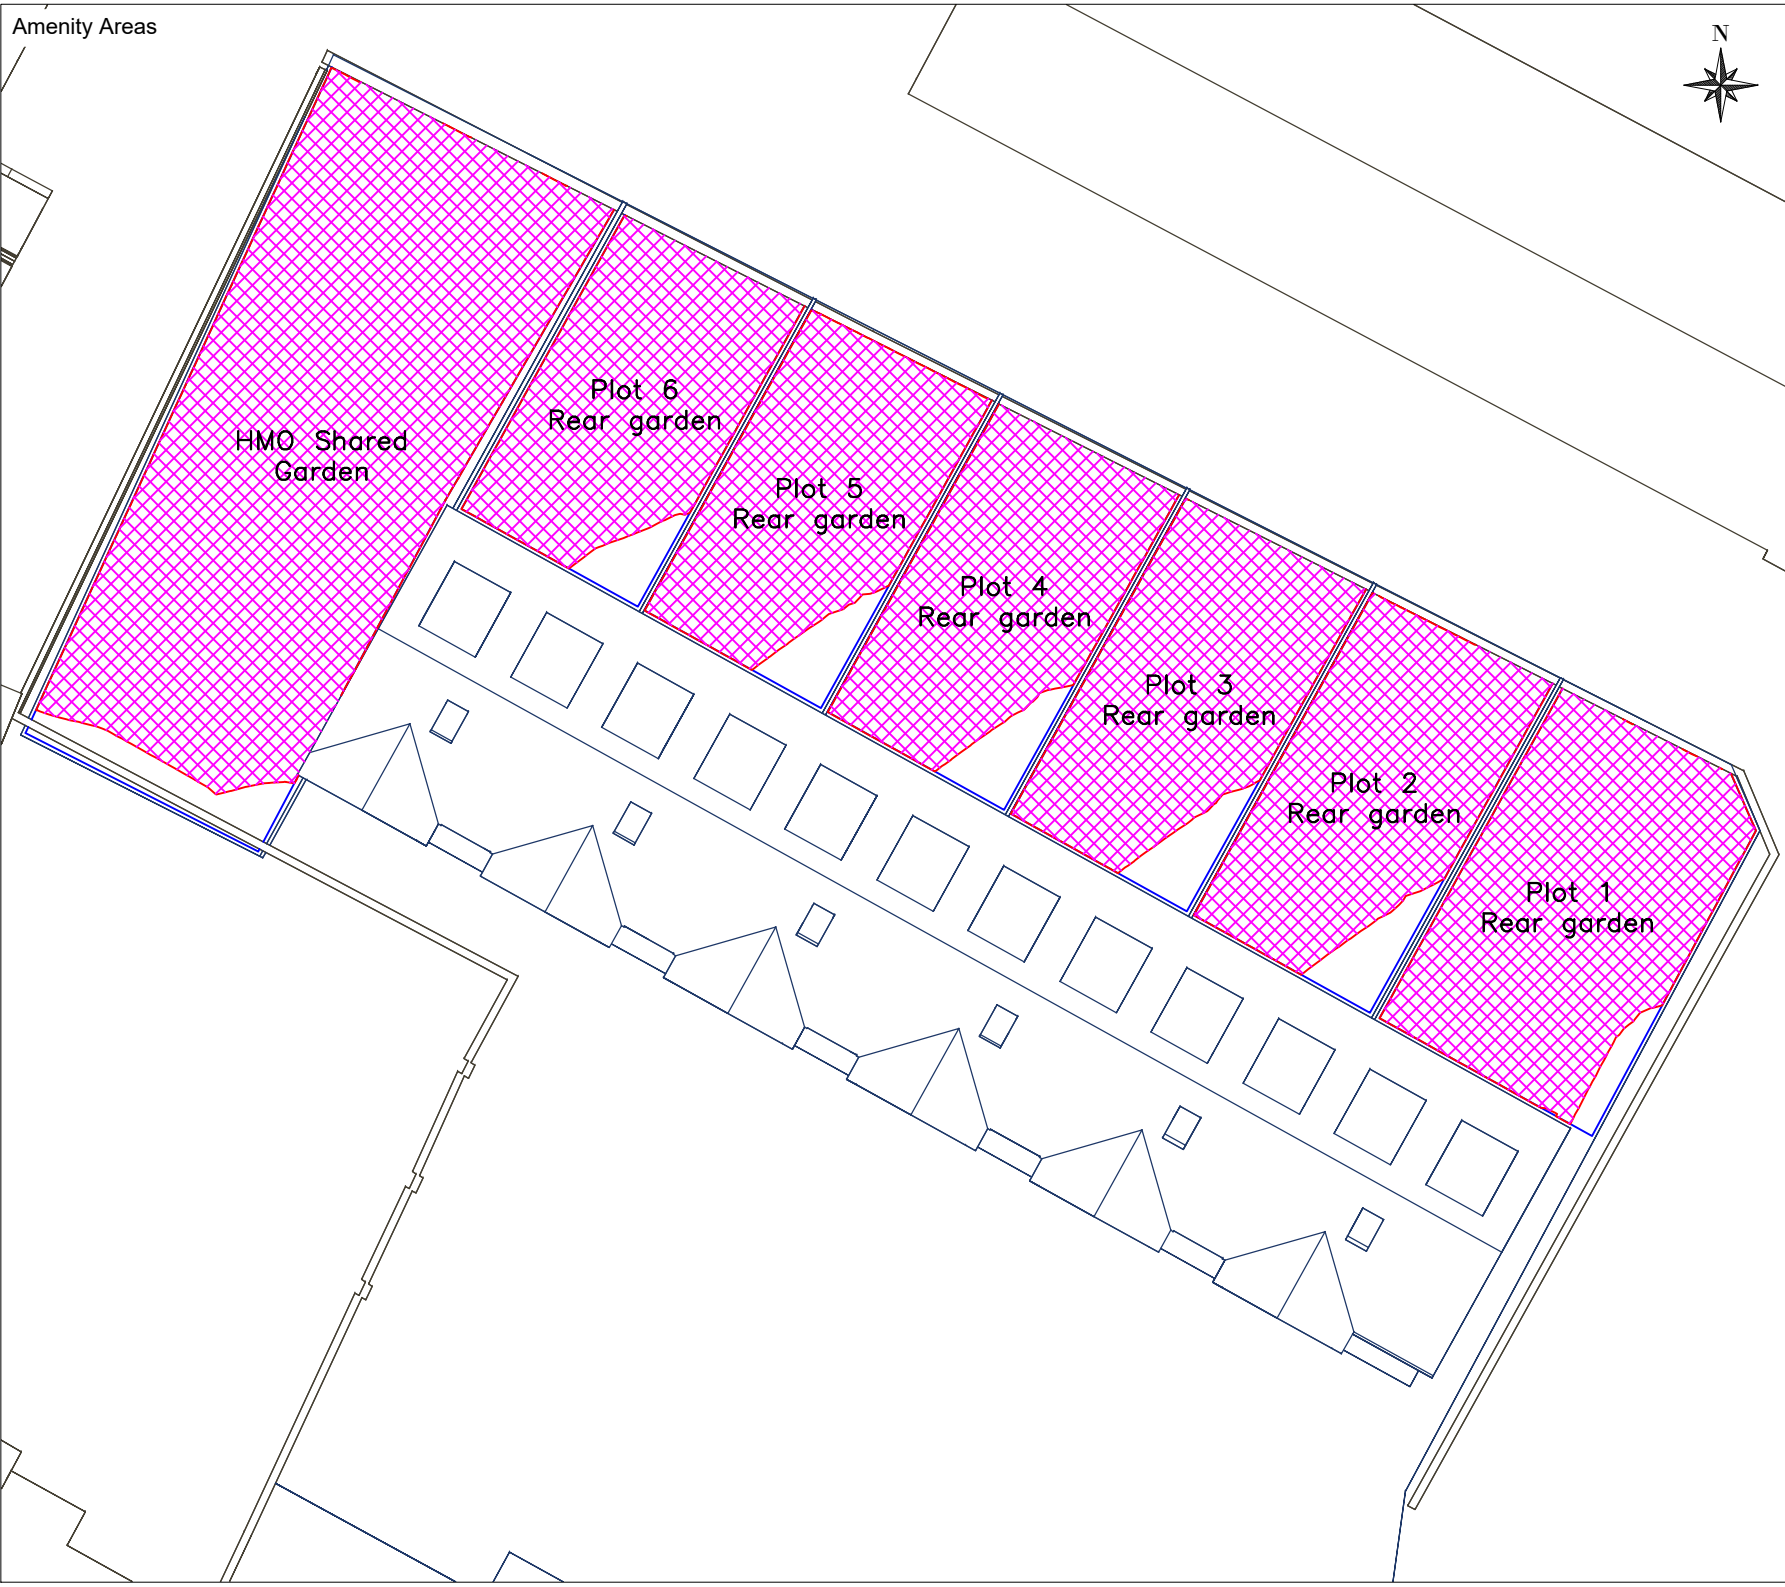 Amenity Areas
N
HMO Shared
Garden
Plot 6
Rear garden
Plot 5
Rear garden
Plot 4
Rear garden
Plot 3
Rear garden
Plot 2
Rear garden
Plot 1
Rear garden